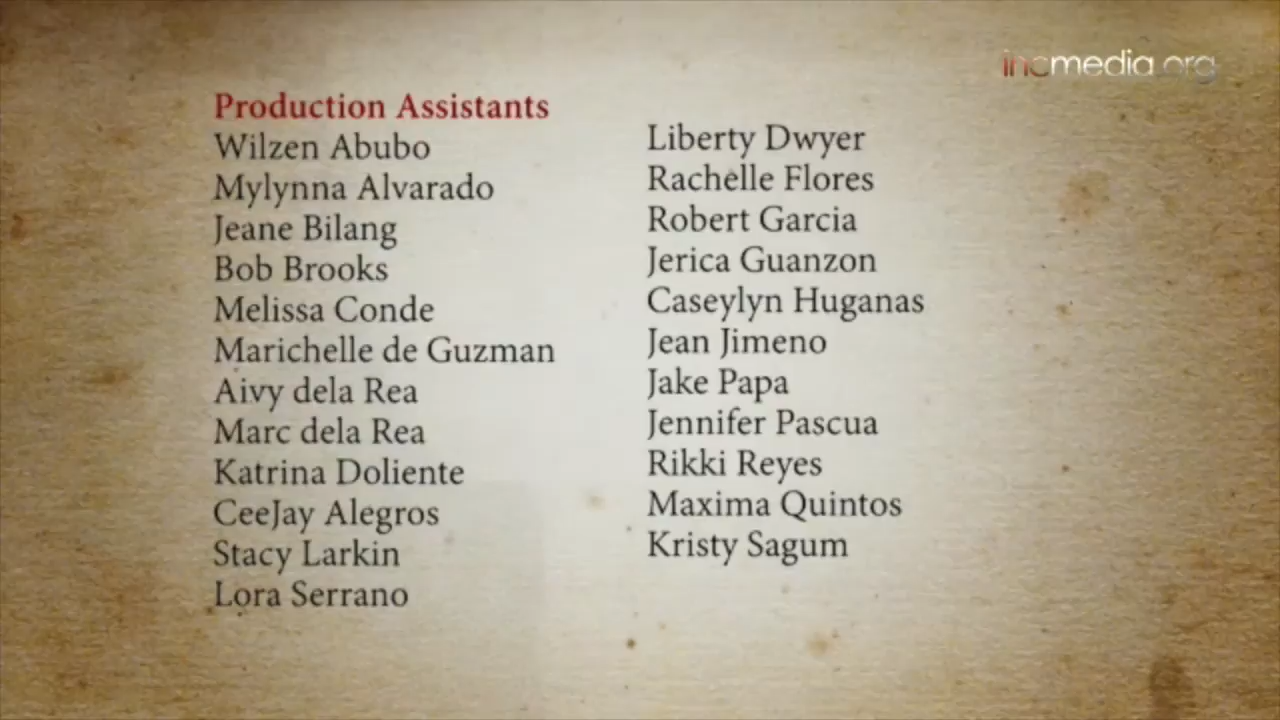 incmedia.org
Production Assistants
Wilzen Abubo
Mylynna Alvarado
Jeane Bilang
Bob Brooks
Melissa Conde
Marichelle de Guzman
Aivy dela Rea
Marc dela Rea
Katrina Doliente
CeeJay Alegros
Stacy Larkin
Lora Serrano
Liberty Dwyer
Rachelle Flores
Robert Garcia
Jerica Guanzon
Caseylyn Huganas
Jean Jimeno
Jake Papa
Jennifer Pascua
Rikki Reyes
Maxima Quintos
Kristy Sagum